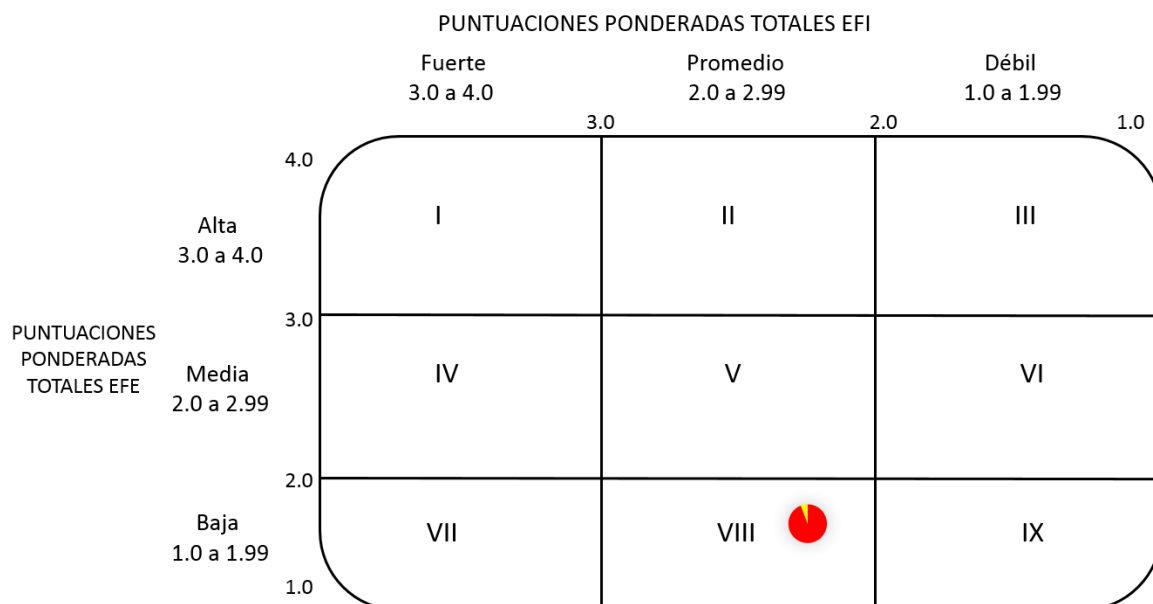 PUNTUACIONES PONDERADAS TOTALES EFI
Fuerte
3.0 a 4.0
Promedio
2.0 a 2.99
Débil
1.0 a 1.99
3.0
2.0
1.0
4.0
Alta
3.0 a 4.0
I
II
III
3.0
PUNTUACIONES
PONDERADAS
TOTALES EFE
Media
2.0 a 2.99
IV
V
VI
2.0
Baja
1.0 a 1.99
VII
VIII
IX
1.0